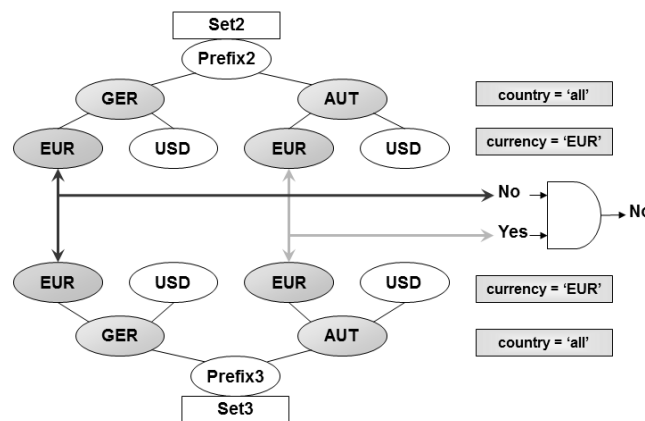 Set2
Prefix2
GER AUT country = ‘all’
EUR USD EUR USD currency = ‘EUR’
No No
Yes
EUR USD EUR USD currency = ‘EUR’
GER AUT country = ‘all’
Prefix3
Set3